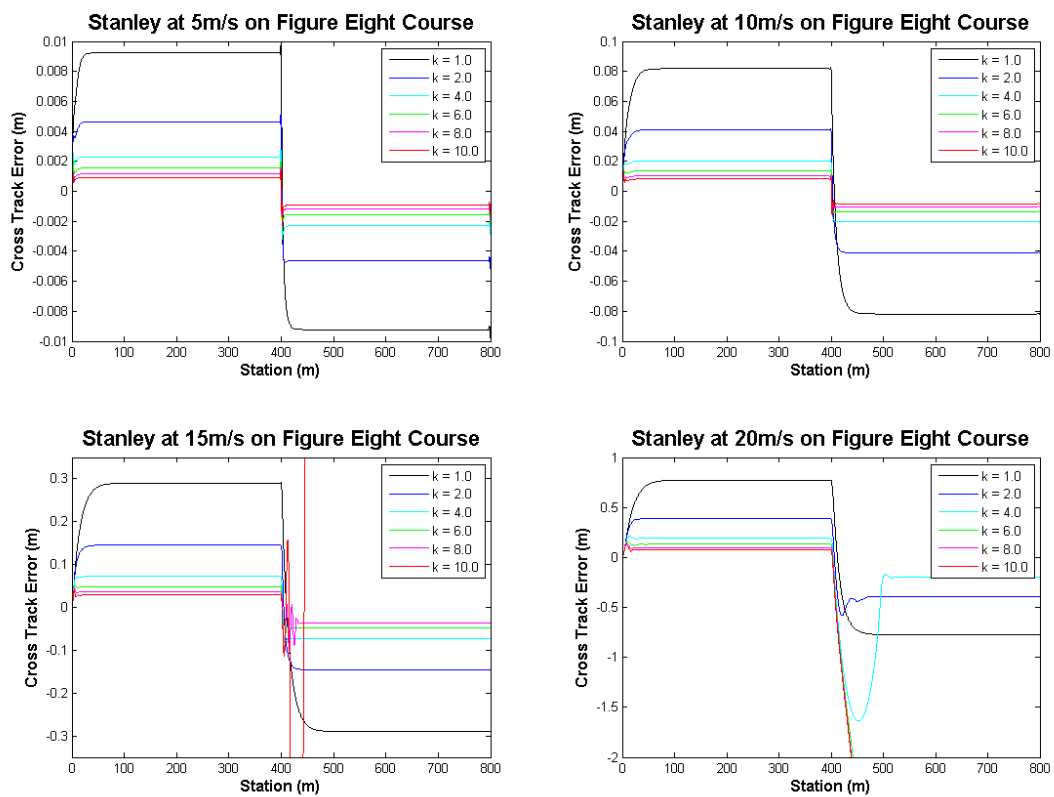 Stanley at 5m/s on Figure Eight Course
0.01
0.008
0.006
0.004
0.002
0
-0.002
-0.004
-0.006
-0.008
-0.01
Cross Track Error (m)
k = 1.0
k = 2.0
k = 4.0
k = 6.0
k = 8.0
k = 10.0
0 100 200 300 400 500 600 700 800
Station (m)
Stanley at 10m/s on Figure Eight Course
0.1
0.08
0.06
0.04
0.02
0
-0.02
-0.04
-0.06
-0.08
-0.1
Cross Track Error (m)
k = 1.0
k = 2.0
k = 4.0
k = 6.0
k = 8.0
k = 10.0
0 100 200 300 400 500 600 700 800
Station (m)
Stanley at 15m/s on Figure Eight Course
0.3
0.2
0.1
0
-0.1
-0.2
-0.3
Cross Track Error (m)
k = 1.0
k = 2.0
k = 4.0
k = 6.0
k = 8.0
k = 10.0
0 100 200 300 400 500 600 700 800
Station (m)
Stanley at 20m/s on Figure Eight Course
1
0.5
0
-0.5
-1
-1.5
-2
Cross Track Error (m)
k = 1.0
k = 2.0
k = 4.0
k = 6.0
k = 8.0
k = 10.0
0 100 200 300 400 500 600 700 800
Station (m)